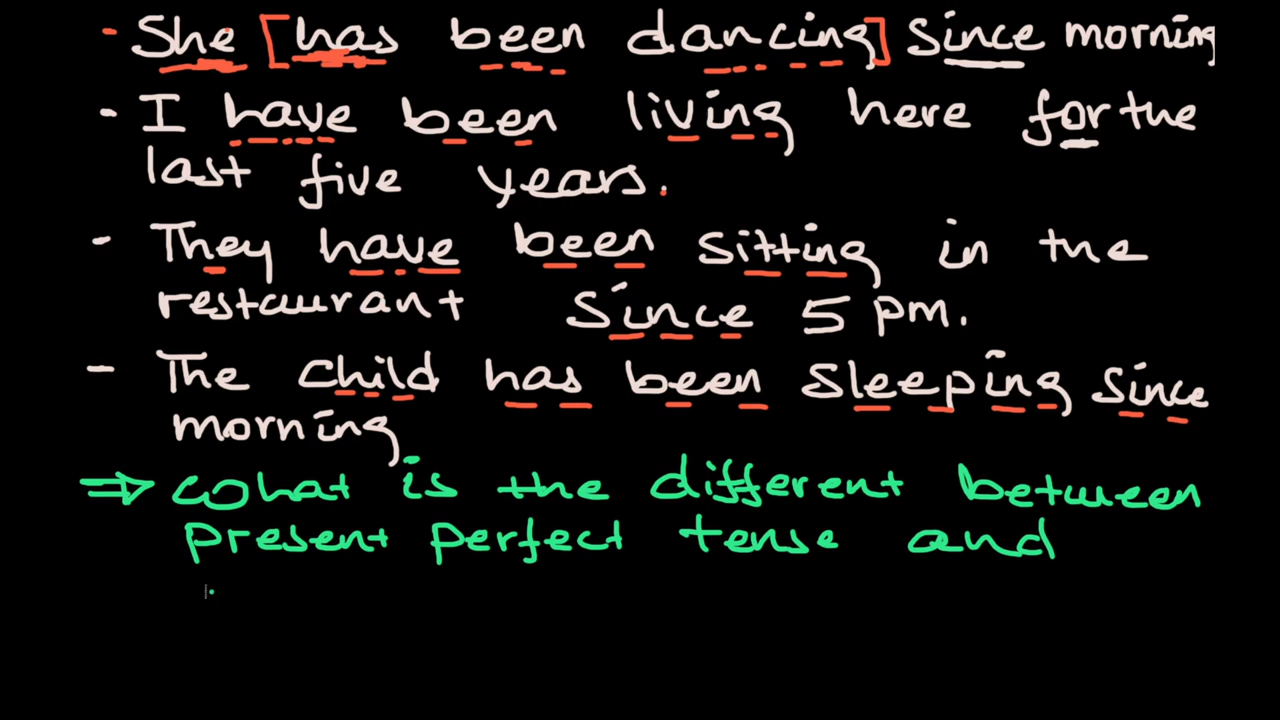 - She [has been dancing] since morning
- I have been living here for the
last five years.
- They have been sitting in the
restaurant since 5 pm.
- The child has been sleeping since
morning
⇒ What is the different between
present perfect tense and